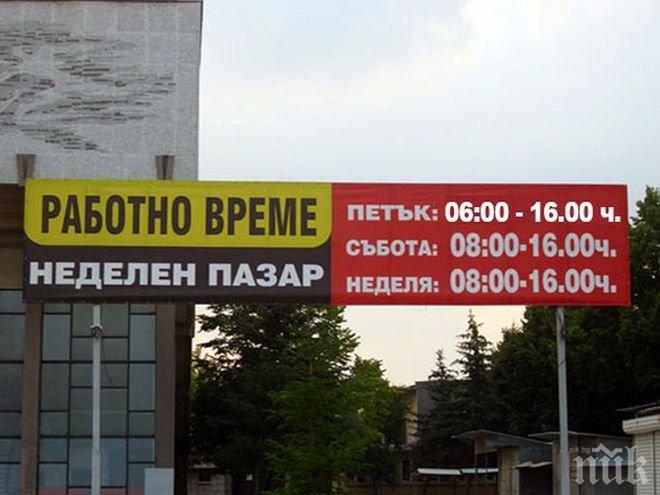 РАБОТНО ВРЕМЕ
НЕДЕЛЕН ПАЗАР
ПЕТЪК: 06:00 - 16.00 ч.
СЪБОТА: 08:00-16.00ч.
НЕДЕЛЯ: 08:00-16.00ч.
pik.bg
пик